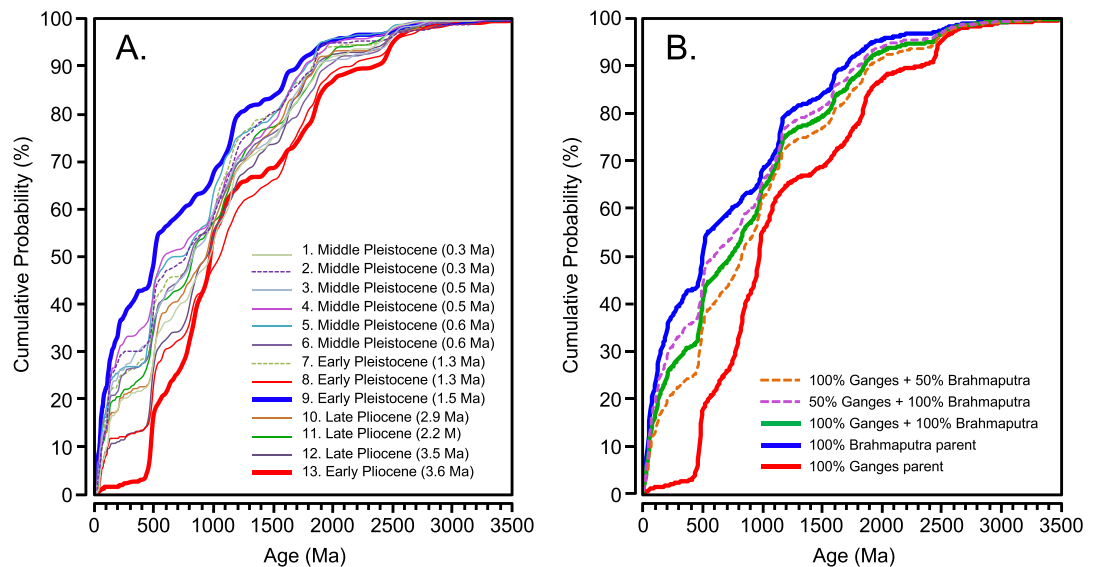 A.
Cumulative Probability (%)
100
90
80
70
60
50
40
30
20
10
0
1. Middle Pleistocene (0.3 Ma)
2. Middle Pleistocene (0.3 Ma)
3. Middle Pleistocene (0.5 Ma)
4. Middle Pleistocene (0.5 Ma)
5. Middle Pleistocene (0.6 Ma)
6. Middle Pleistocene (0.6 Ma)
7. Early Pleistocene (1.3 Ma)
8. Early Pleistocene (1.3 Ma)
9. Early Pleistocene (1.5 Ma)
10. Late Pliocene (2.9 Ma)
11. Late Pliocene (2.2 M)
12. Late Pliocene (3.5 Ma)
13. Early Pliocene (3.6 Ma)
0 500 1000 1500 2000 2500 3000 3500
Age (Ma)
B.
Cumulative Probability (%)
100
90
80
70
60
50
40
30
20
10
0
100% Ganges + 50% Brahmaputra
50% Ganges + 100% Brahmaputra
100% Ganges + 100% Brahmaputra
100% Brahmaputra parent
100% Ganges parent
0 500 1000 1500 2000 2500 3000 3500
Age (Ma)